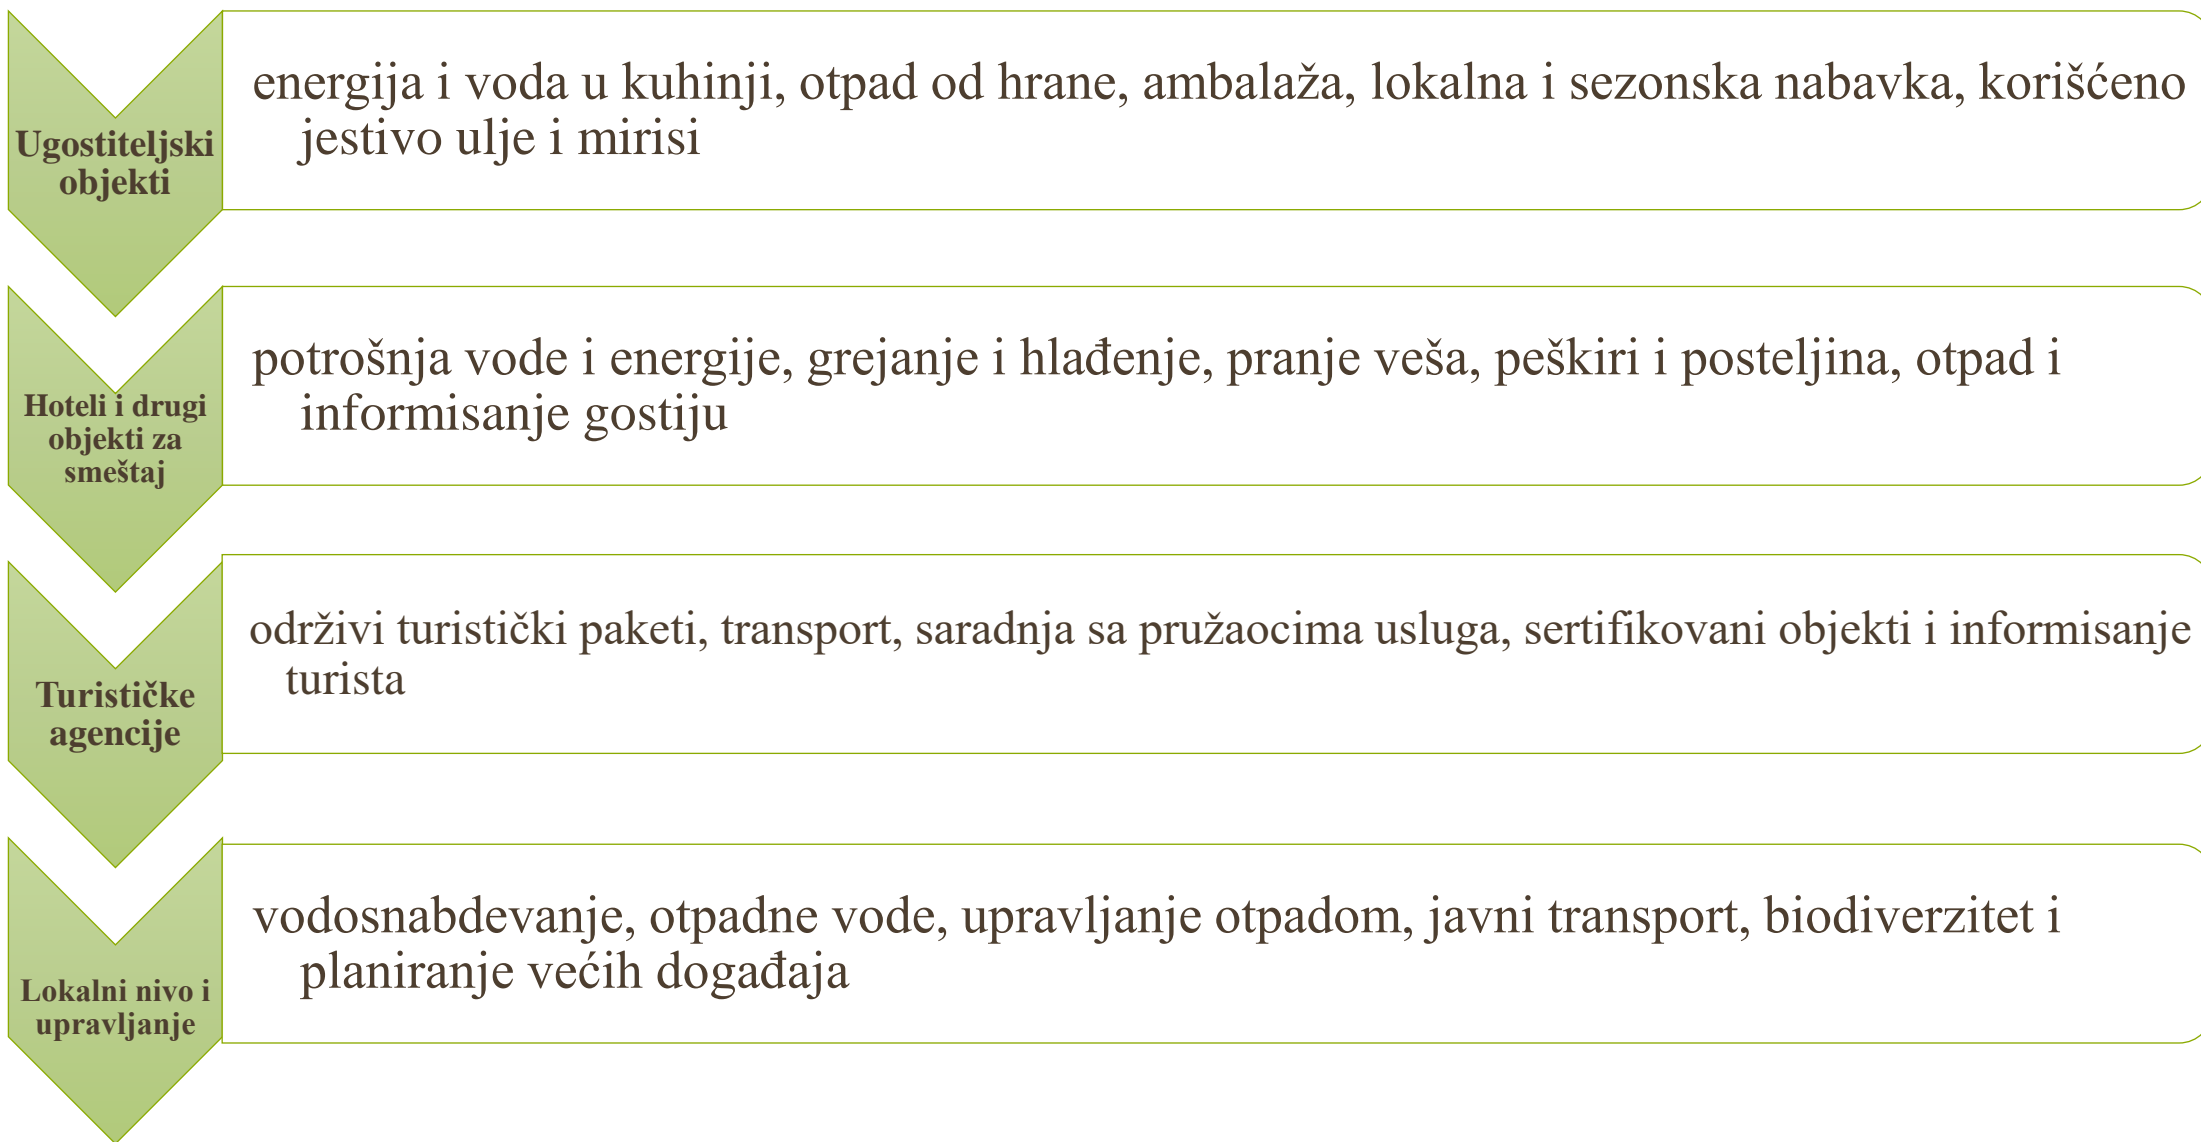 Ugostiteljski
objekti
energija i voda u kuhinji, otpad od hrane, ambalaža, lokalna i sezonska nabavka, korišćeno
jestivo ulje i mirisi
Hoteli i drugi
objekti za
smeštaj
potrošnja vode i energije, grejanje i hlađenje, pranje veša, peškiri i posteljina, otpad i
informisanje gostiju
Turističke
agencije
održivi turistički paketi, transport, saradnja sa pružaocima usluga, sertifikovani objekti i informisanje
turista
Lokalni nivo i
upravljanje
vodosnabdevanje, otpadne vode, upravljanje otpadom, javni transport, biodiverzitet i
planiranje većih događaja